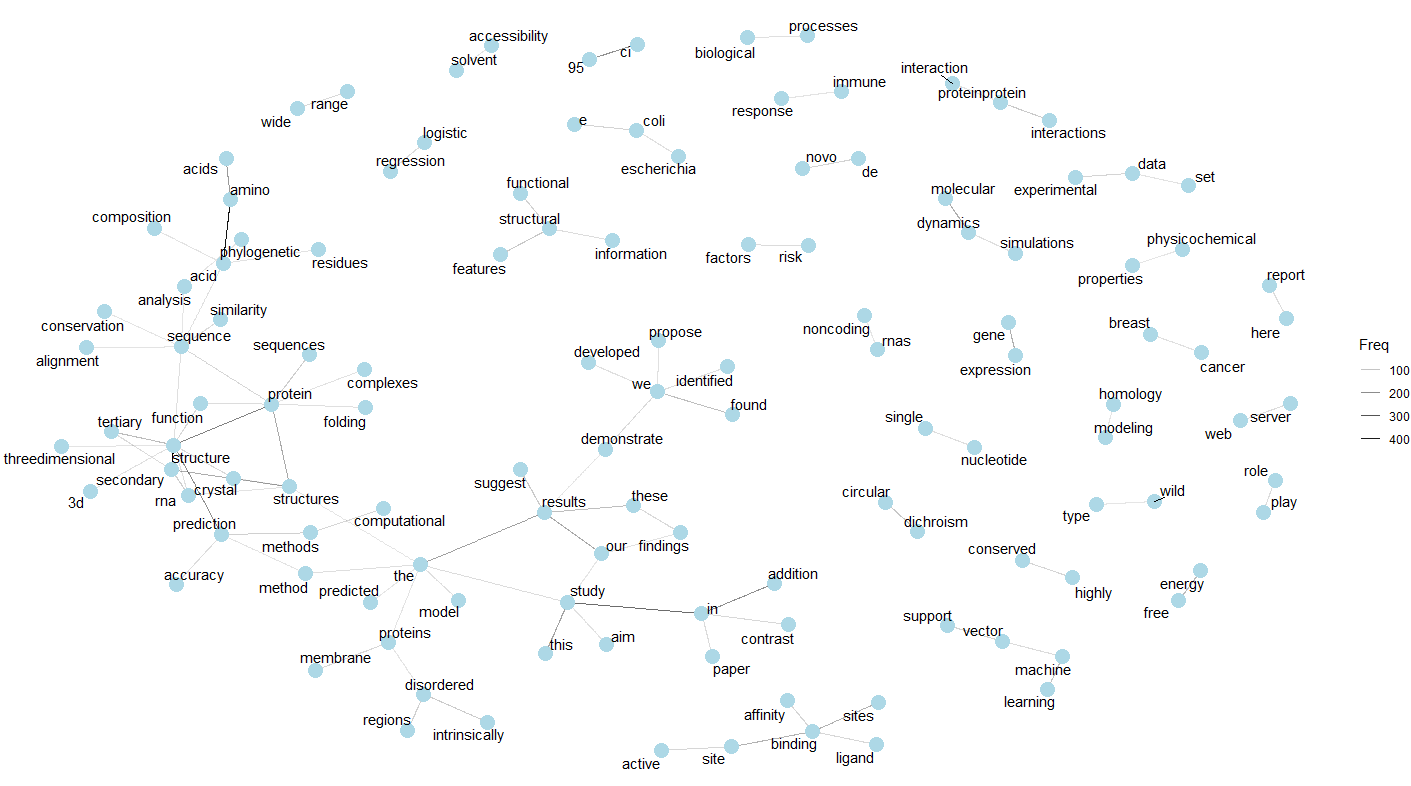 processes
accessibility
ci
biological
solvent
95
interaction
immune
proteinprotein
range
response
wide
e
coli
interactions
logistic
novo
data
regression
escherichia
de
acids
set
functional
experimental
amino
molecular
composition
structural
dynamics
physicochemical
simulations
phylogenetic
information
factors
risk
residues
features
acid
properties
report
analysis
similarity
conservation
breast
noncoding
propose
gene
here
sequence
rnas
sequences
developed
alignment
expression
cancer
we
identified
complexes
protein
homology
found
function
single
server
tertiary
folding
modeling
web
demonstrate
threedimensional
structure
nucleotide
role
secondary
suggest
crystal
circular
wild
3d
rna
structures
results
these
play
type
prediction
computational
dichroism
methods
our
findings
conserved
accuracy
the
addition
energy
method
predicted
study
highly
model
in
free
support
proteins
aim
contrast
vector
this
membrane
paper
machine
disordered
learning
regions
affinity
sites
intrinsically
binding
active
site
ligand
Freq
100
200
300
400